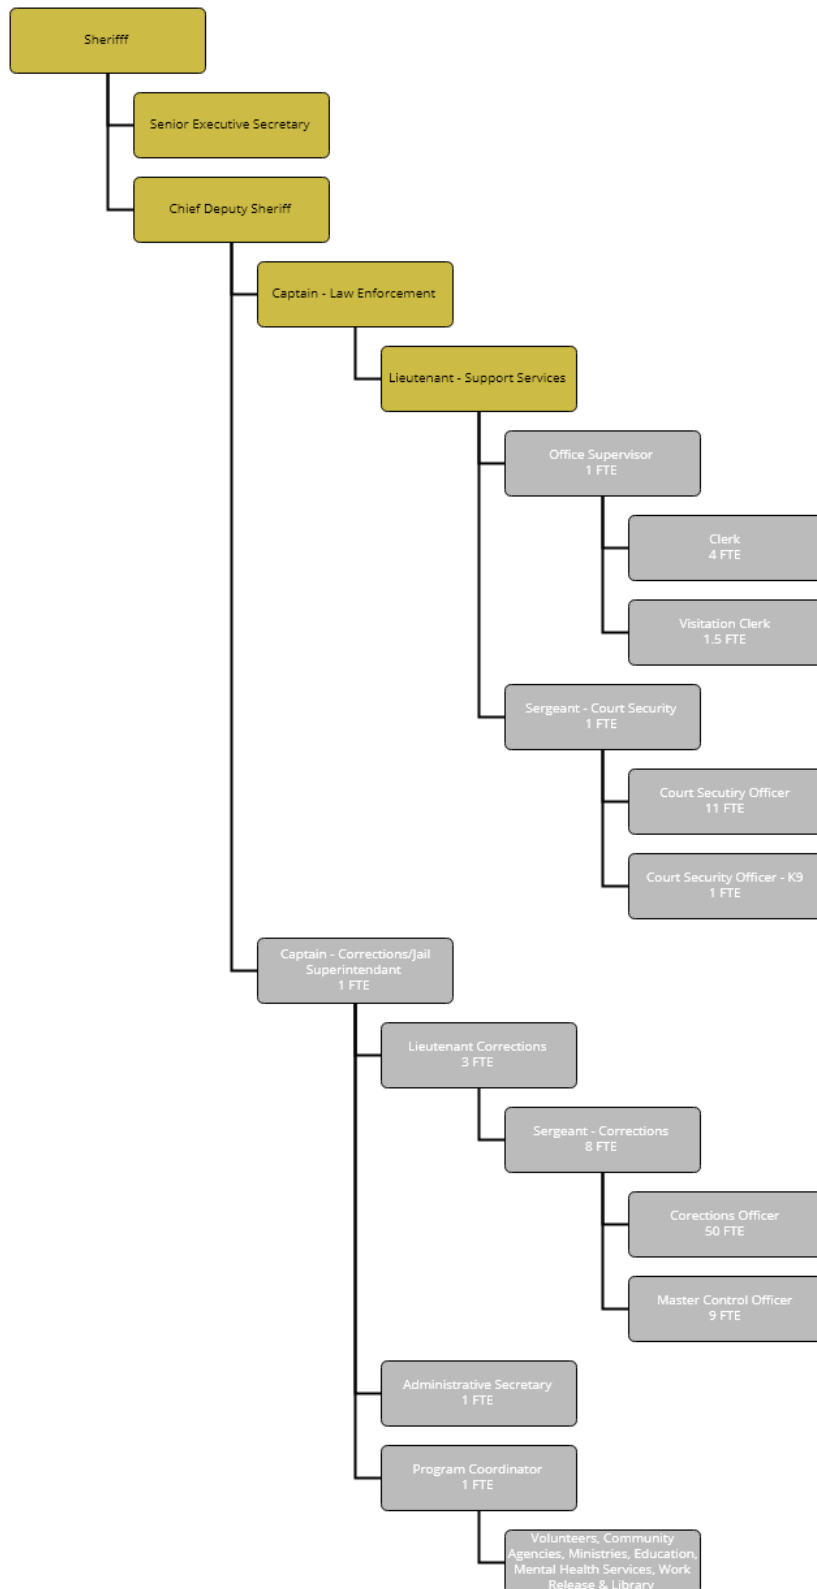 Sherifff
Senior Executive Secretary
Chief Deputy Sheriff
Captain - Law Enforcement
Lieutenant - Support Services
Office Supervisor
1 FTE
Clerk
4 FTE
Visitation Clerk
1.5 FTE
Sergeant - Court Security
1 FTE
Court Secutiry Officer
11 FTE
Court Security Officer - K9
1 FTE
Captain - Corrections/Jail
Superintendant
1 FTE
Lieutenant Corrections
3 FTE
Sergeant - Corrections
8 FTE
Corections Officer
50 FTE
Master Control Officer
9 FTE
Administrative Secretary
1 FTE
Program Coordinator
1 FTE
Volunteers, Community
Agencies, Ministries, Education,
Mental Health Services, Work
Release & Library